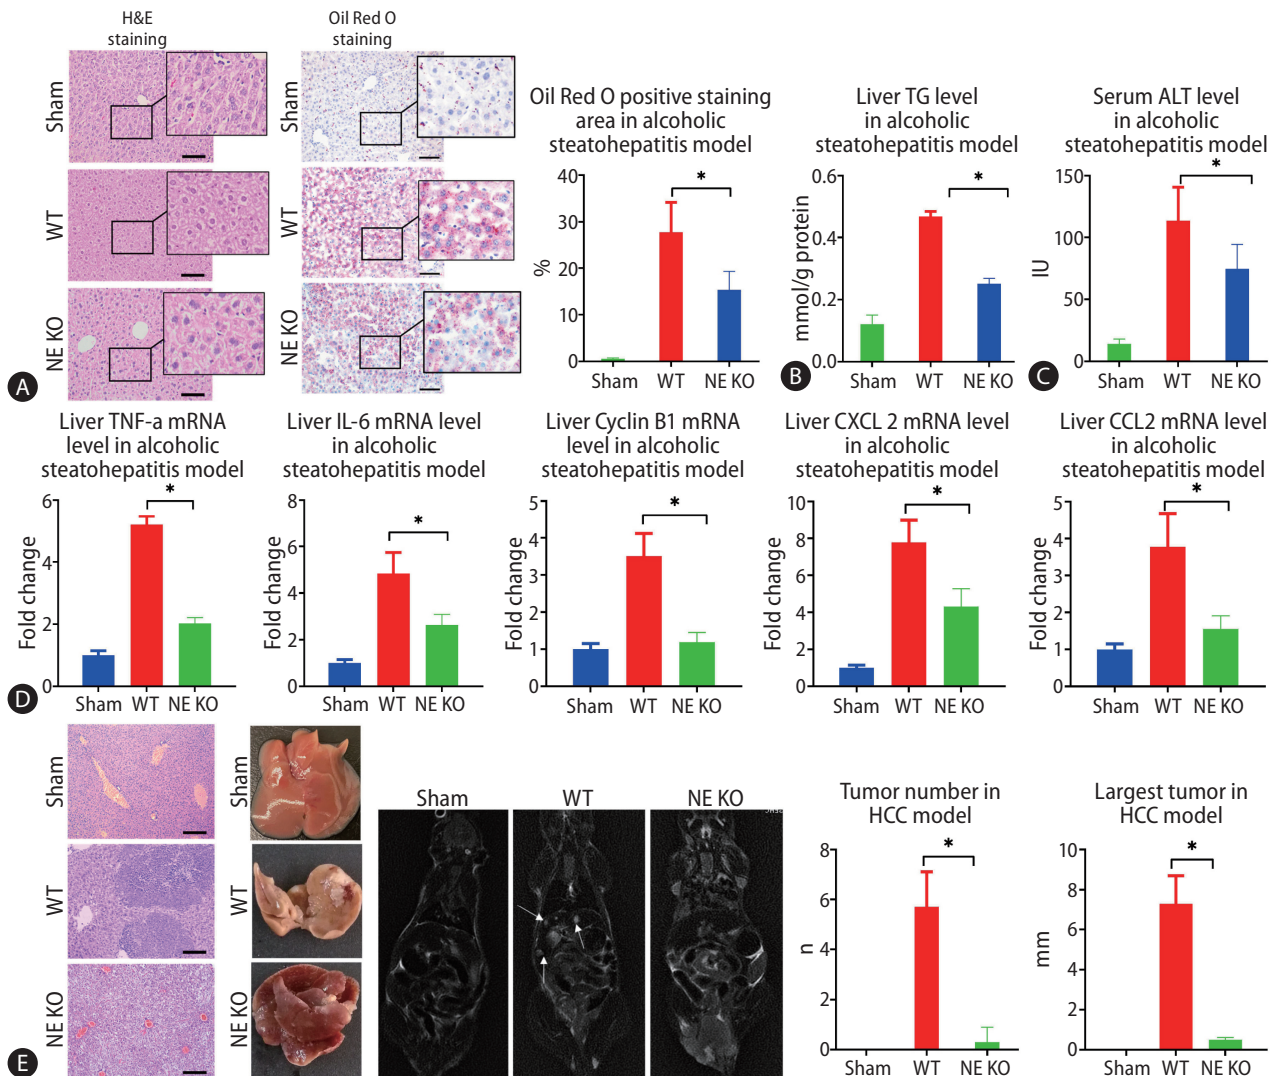 H&E
staining
Oil Red O
staining
Sham
WT
NE KO
Sham
WT
NE KO
A
Oil Red O positive staining
area in alcoholic
steatohepatitis model
%
40
30
20
10
0
*
Sham WT NE KO
B
Liver TG level
in alcoholic
steatohepatitis model
mmol/g protein
0.6
0.4
0.2
0.0
*
Sham WT NE KO
C
Serum ALT level
in alcoholic
steatohepatitis model
IU
150
100
50
0
*
Sham WT NE KO
D
Liver TNF-a mRNA
level in alcoholic
steatohepatitis model
Fold change
6
4
2
0
*
Sham WT NE KO
Liver IL-6 mRNA level
in alcoholic
steatohepatitis model
Fold change
8
6
4
2
0
*
Sham WT NE KO
Liver Cyclin B1 mRNA
level in alcoholic
steatohepatitis model
Fold change
5
4
3
2
1
0
*
Sham WT NE KO
Liver CXCL 2 mRNA level
in alcoholic
steatohepatitis model
Fold change
10
8
6
4
2
0
*
Sham WT NE KO
Liver CCL2 mRNA level
in alcoholic
steatohepatitis model
Fold change
5
4
3
2
1
0
*
Sham WT NE KO
E
Sham
WT
NE KO
Sham
WT
NE KO
Sham
WT
NE KO
Tumor number in
HCC model
n
8
6
4
2
0
*
Sham WT NE KO
Largest tumor in
HCC model
mm
10
8
6
4
2
0
*
Sham WT NE KO